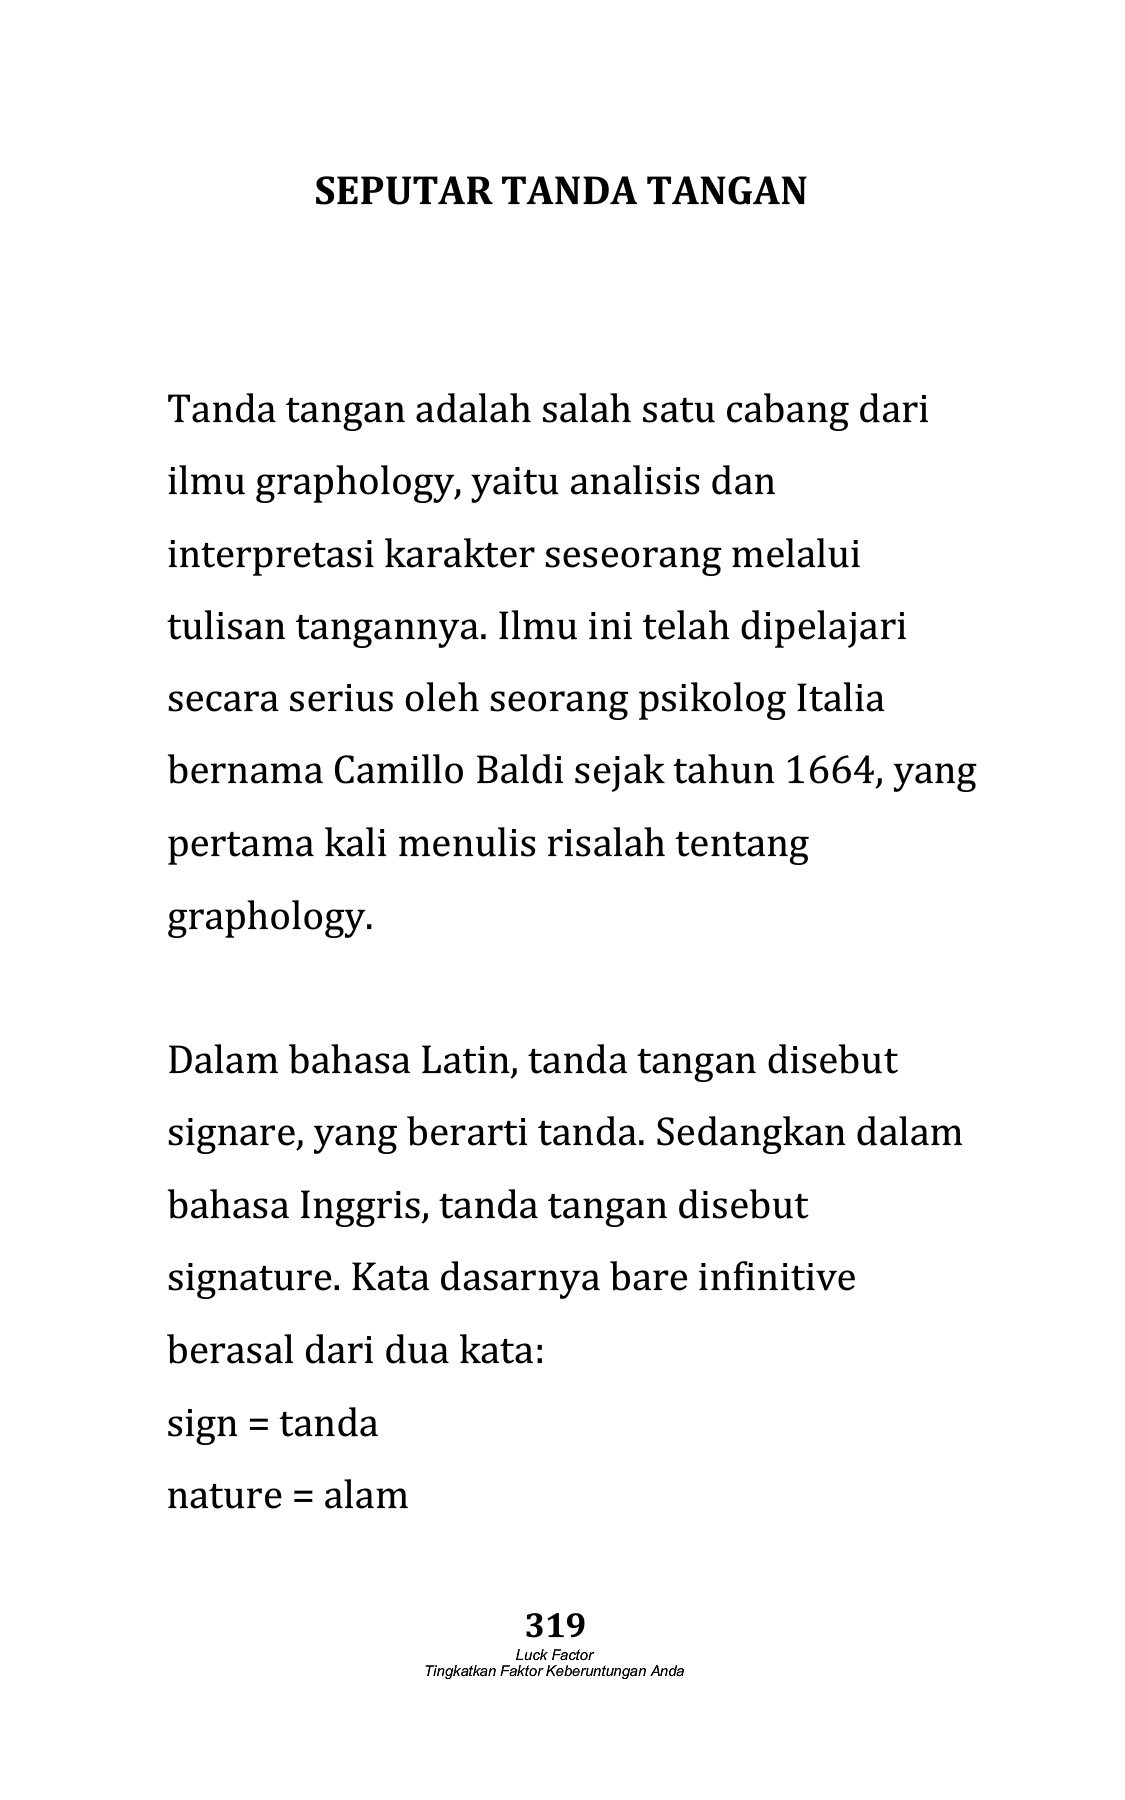 SEPUTAR TANDA TANGAN
Tanda tangan adalah salah satu cabang dari
ilmu graphology, yaitu analisis dan
interpretasi karakter seseorang melalui
tulisan tangannya. Ilmu ini telah dipelajari
secara serius oleh seorang psikolog Italia
bernama Camillo Baldi sejak tahun 1664, yang
pertama kali menulis risalah tentang
graphology.
Dalam bahasa Latin, tanda tangan disebut
signare, yang berarti tanda. Sedangkan dalam
bahasa Inggris, tanda tangan disebut
signature. Kata dasarnya bare infinitive
berasal dari dua kata:
sign = tanda
nature = alam
319
Luck Factor
Tingkatkan Faktor Keberuntungan Anda